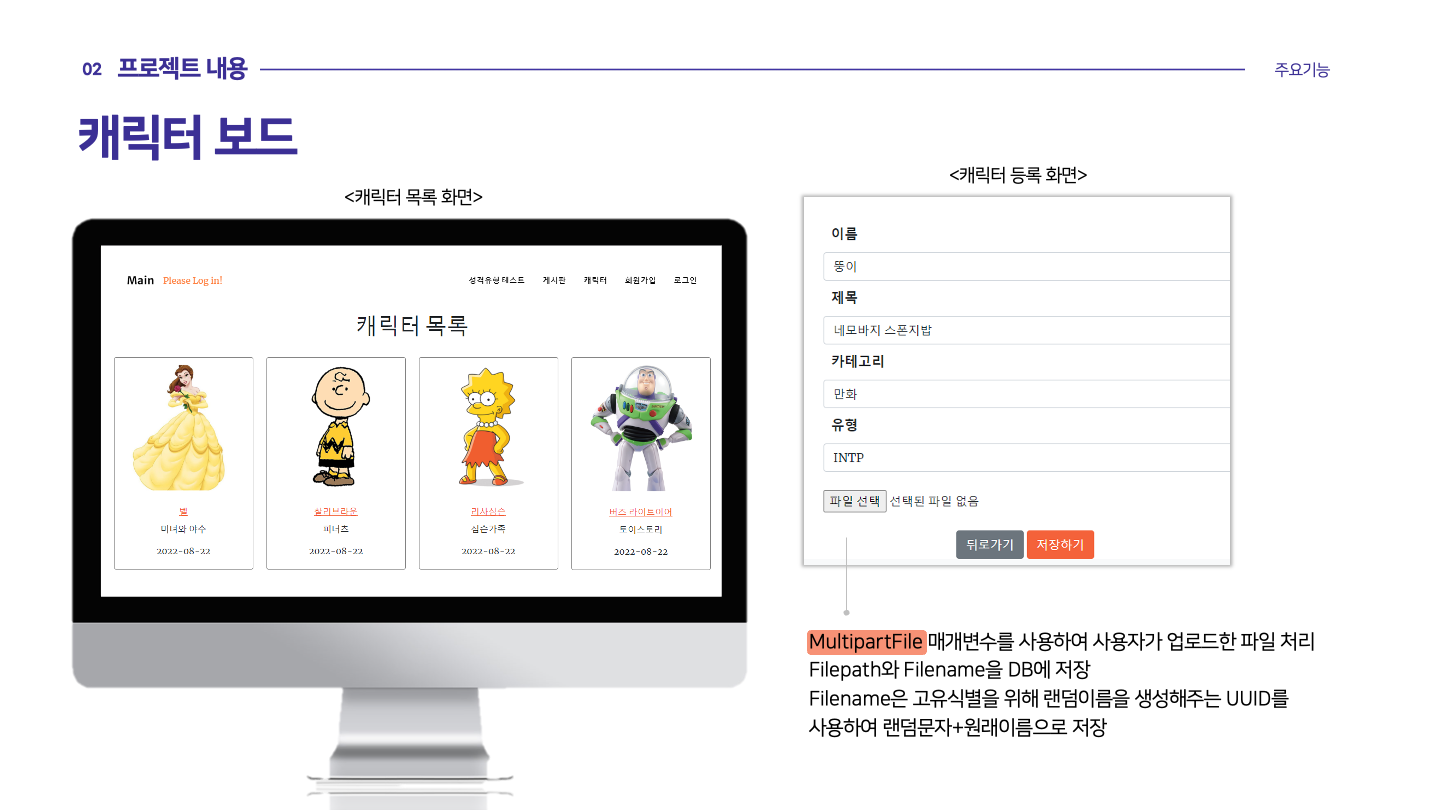 02 프로젝트 내용
주요기능
캐릭터 보드
<캐릭터 목록 화면>
Main Please Log in!
성격유형테스트 게시판 캐릭터 회원가입 로그인
캐릭터 목록
벨
미녀와 야수
2022-08-22
찰리브라운
피너츠
2022-08-22
리사심슨
심슨가족
2022-08-22
버즈 라이트이어
토이스토리
2022-08-22
<캐릭터 등록 화면>
이름
뚱이
제목
네모바지 스폰지밥
카테고리
만화
유형
INTP
파일 선택 선택된 파일 없음
뒤로가기 저장하기
MultipartFile 매개변수를 사용하여 사용자가 업로드한 파일 처리
Filepath와 Filename을 DB에 저장
Filename은 고유식별을 위해 랜덤이름을 생성해주는 UUID를
사용하여 랜덤문자+원래이름으로 저장